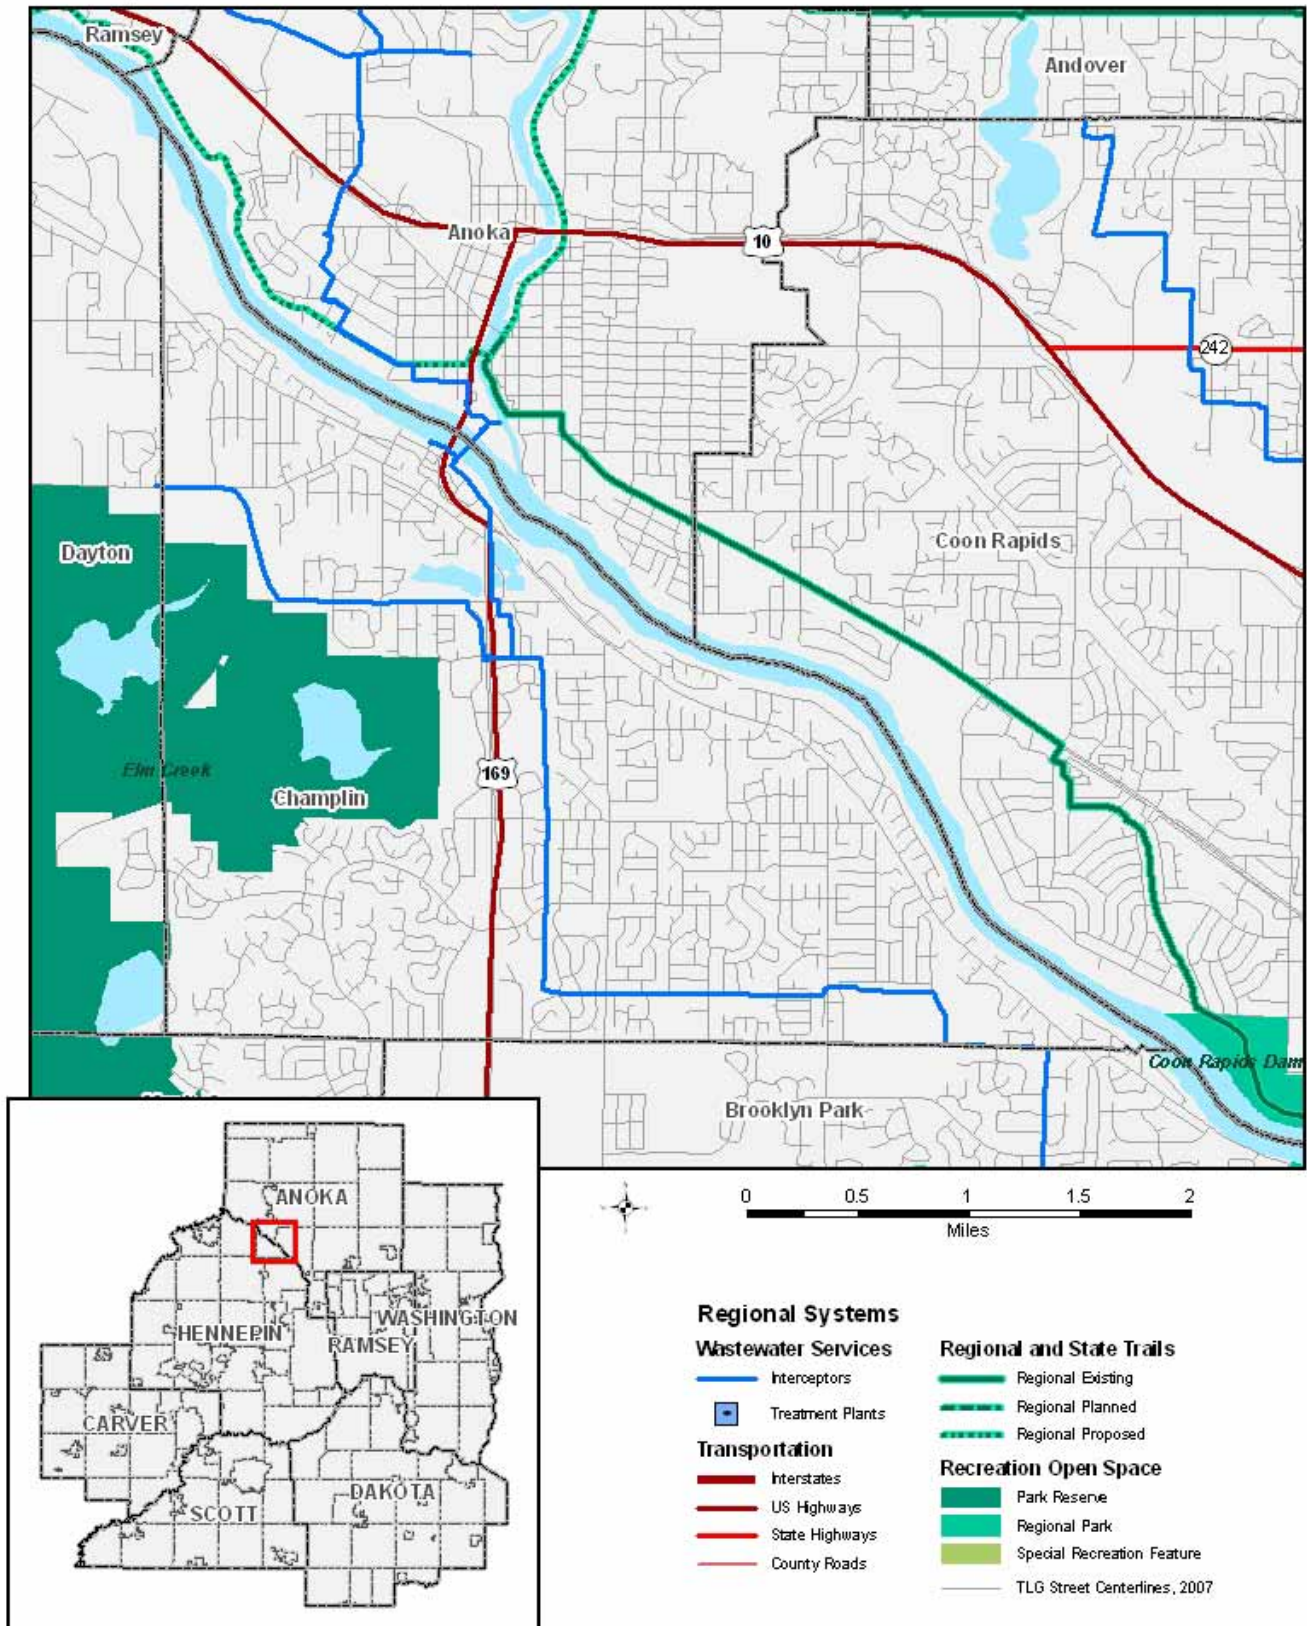 Ramsey
Andover
Anoka
10
242
Coon Rapids
Dayton
169
Elm Creek
Champlin
Coon Rapids Dam
Brooklyn Park
ANOKA
WASHINGTON
HENNEPIN
RAMSEY
CARVER
DAKOTA
SCOTT
0 0.5 1 1.5 2
Miles
Regional Systems
Wastewater Services
Interceptors
Treatment Plants
Transportation
Interstates
US Highways
State Highways
County Roads
Regional and State Trails
Regional Existing
Regional Planned
Regional Proposed
Recreation Open Space
Park Reserve
Regional Park
Special Recreation Feature
TLG Street Centerlines, 2007